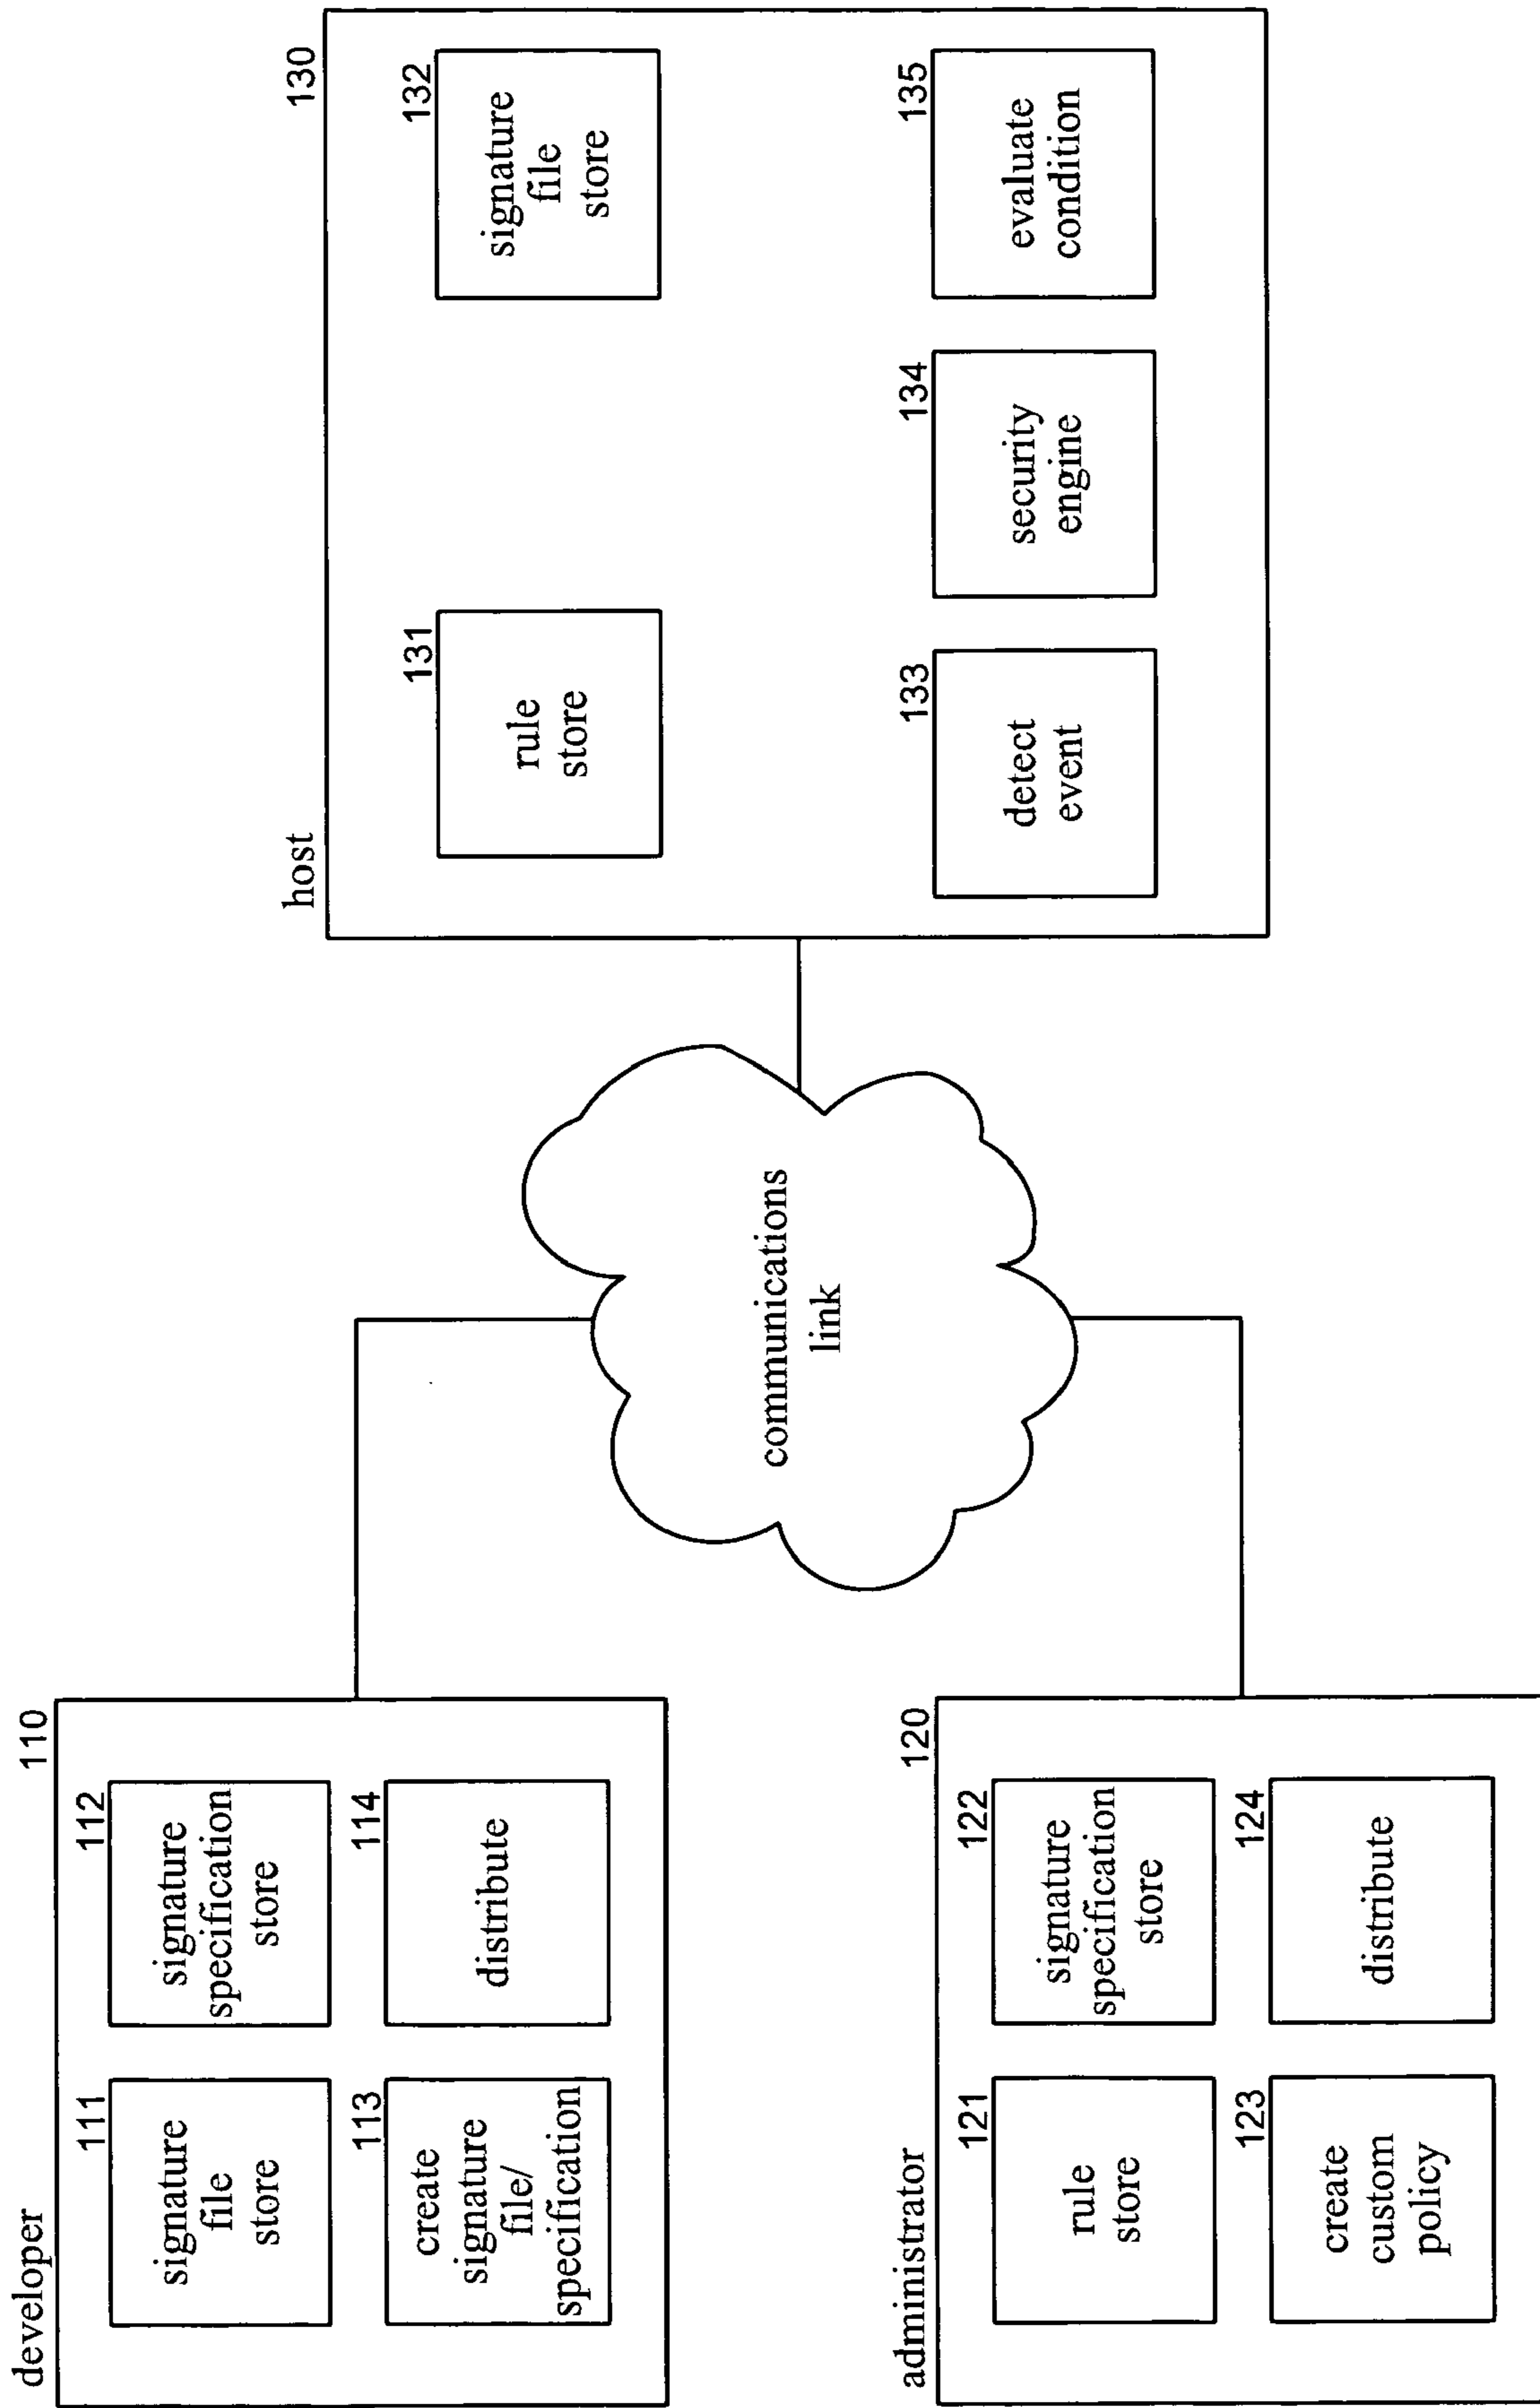 developer
110
111
signature
file
store
112
signature
specification
store
113
create
signature
file/
specification
114
distribute
administrator
120
121
rule
store
122
signature
specification
store
123
create
custom
policy
124
distribute
communications
link
host
130
131
rule
store
132
signature
file
store
133
detect
event
134
security
engine
135
evaluate
condition